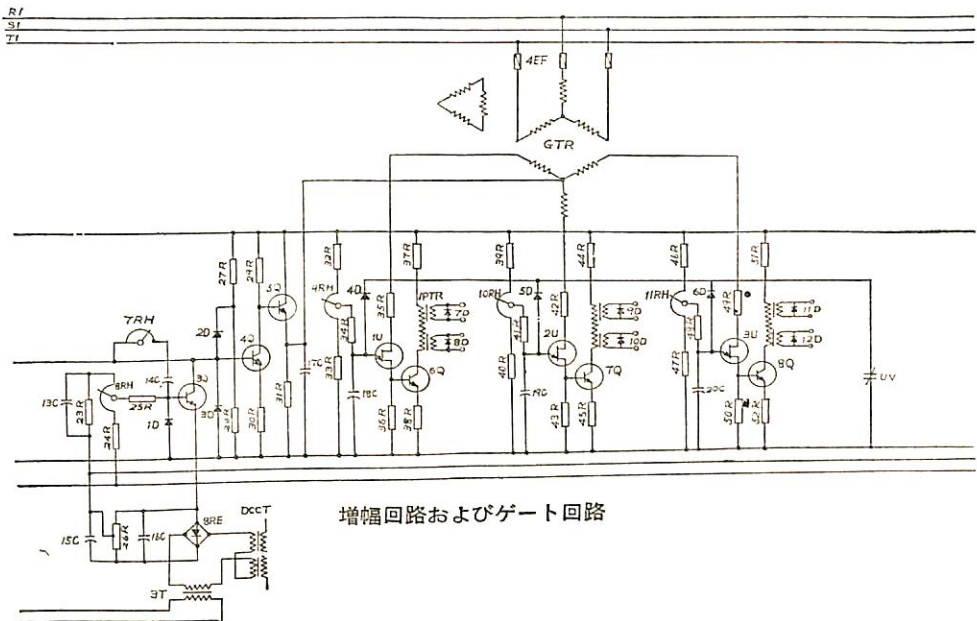 R1
S1
T1
4EF
GTR
27R
29R
5Q
32R
37R
39R
44R
46R
51R
4RH
4D
35R
1PTR
7D
8D
10RH
5D
42R
9D
10D
11RH
6D
49R
11D
12D
7RH
2D
4Q
17C
34R
1U
41R
2U
48R
3U
UV
8RH
14C
3Q
33R
6Q
40R
7Q
47R
8Q
13C
23R
25R
24R
1D
3D
28R
30R
31R
18C
36R
38R
19C
43R
45R
20C
50R
52R
増幅回路およびゲート回路
DCCT
15C
26R
16C
8RE
3T